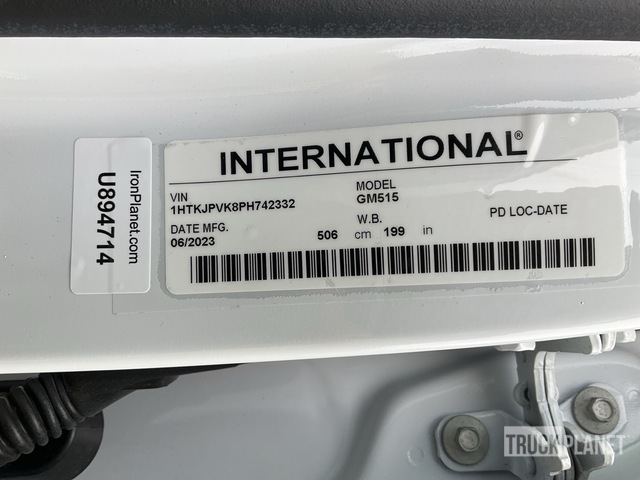 INTERNATIONAL®
VIN
1HTKJPVK8PH742332
MODEL
GM515
DATE MFG.
06/2023
W.B.
506 cm 199 in
PD LOC-DATE
IronPlanet.com
U894714
TRUCKPLANET